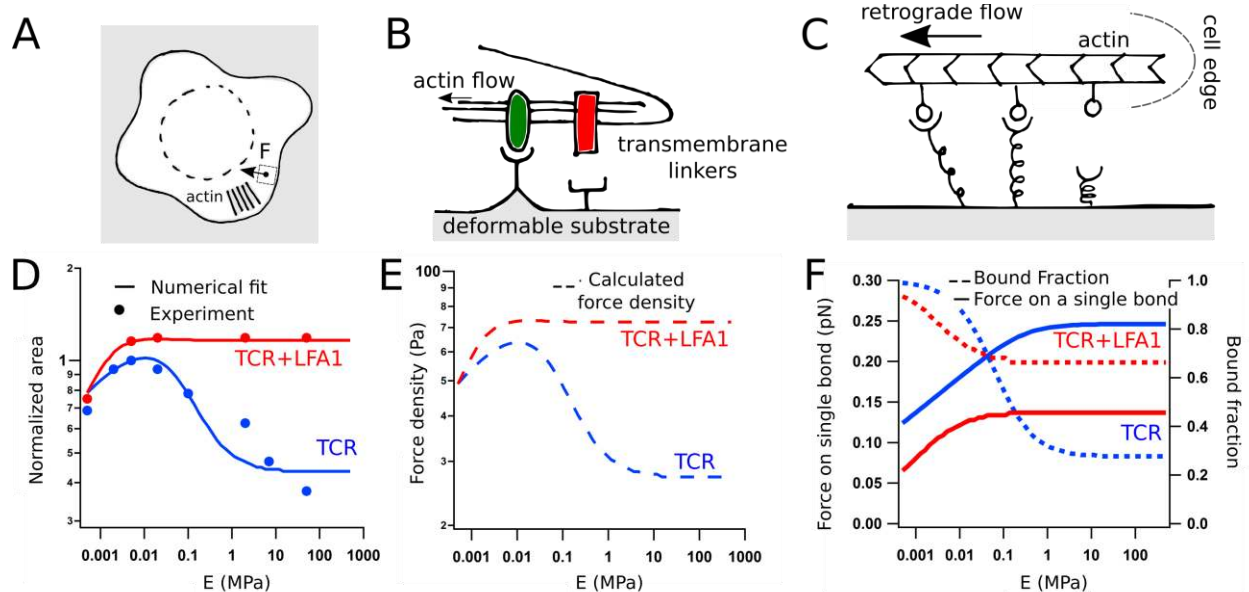 A
F
actin
B
actin flow
transmembrane
linkers
deformable substrate
C
retrograde flow
actin
cell edge
D
Numerical fit
Experiment
TCR+LFA1
TCR
Normalized area
2
1
9
8
7
6
5
4
3
0.001 0.01 0.1 1 10 100 1000
E (MPa)
E
Calculated
force density
TCR+LFA1
TCR
Force density (Pa)
100
9
8
7
6
5
4
3
2
0.001 0.01 0.1 1 10 100 1000
E (MPa)
F
Bound Fraction
Force on a single bond
TCR+LFA1
TCR
Force on single bond (pN)
0.30
0.25
0.20
0.15
0.10
0.05
0.00
Bound fraction
1.0
0.8
0.6
0.4
0.2
0.0
0.001 0.01 0.1 1 10 100
E (MPa)